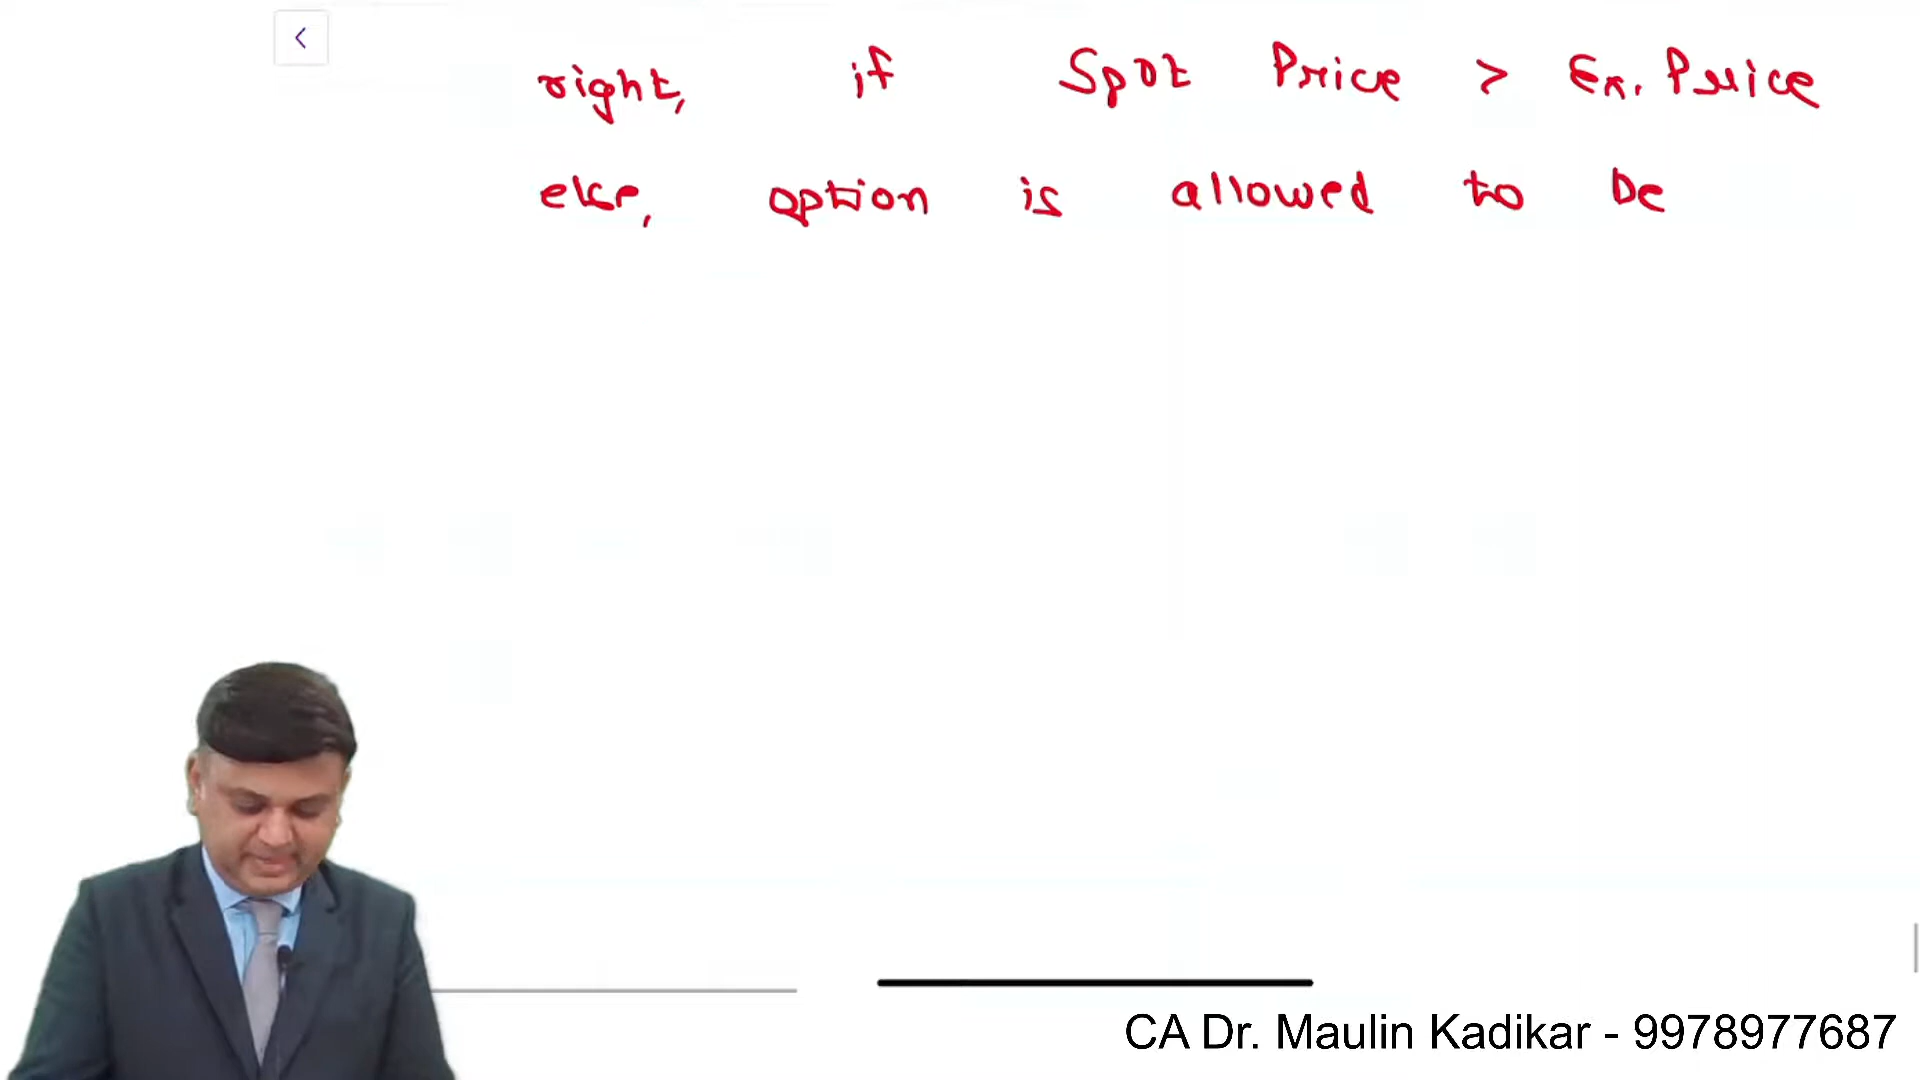 right, if Spot Price > Ex. Price
else, option is allowed to be
CA Dr. Maulin Kadikar - 9978977687